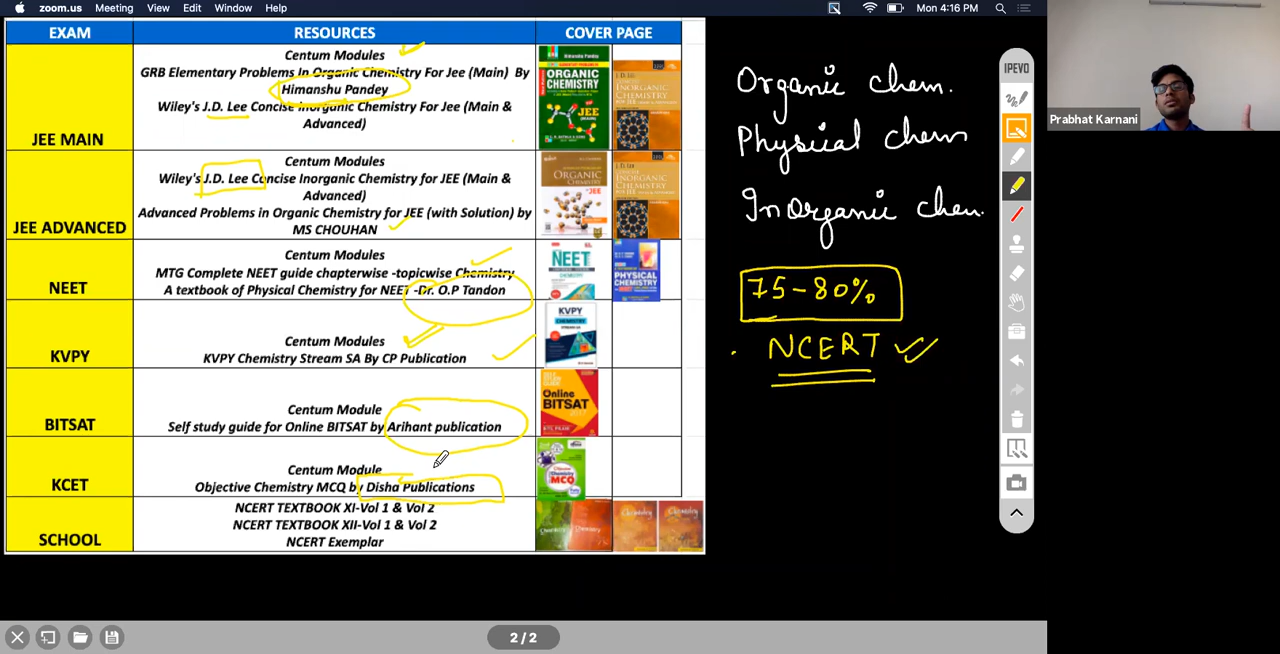 zoom.us Meeting View Edit Window Help
Mon 4:16 PM
EXAM RESOURCES COVER PAGE
JEE MAIN
Centum Modules
GRB Elementary Problems In Organic Chemistry For Jee (Main) By
Himanshu Pandey
Wiley's J.D. Lee Concise Inorganic Chemistry For Jee (Main &
Advanced)
Himanshu Pandey
ORGANIC
CHEMISTRY
JEE
JEE ADVANCED
Centum Modules
Wiley's J.D. Lee Concise Inorganic Chemistry for JEE (Main &
Advanced)
Advanced Problems in Organic Chemistry for JEE (with Solution) by
MS CHOUHAN
ORGANIC
NEET
Centum Modules
MTG Complete NEET guide chapterwise -topicwise Chemistry
A textbook of Physical Chemistry for NEET -Dr. O.P Tandon
NEET
PHYSICAL
CHEMISTRY
KVPY
Centum Modules
KVPY Chemistry Stream SA By CP Publication
KVPY
CHEMISTRY
BITSAT
Centum Module
Self study guide for Online BITSAT by Arihant publication
Online
BITSAT
KCET
Centum Module
Objective Chemistry MCQ by Disha Publications
MCQ
SCHOOL
NCERT TEXTBOOK XI-Vol 1 & Vol 2
NCERT TEXTBOOK XII-Vol 1 & Vol 2
NCERT Exemplar
Organic chem.
Physical chem
Inorganic chem.
75-80%
NCERT
IPEVO
Prabhat Karnani
2/2